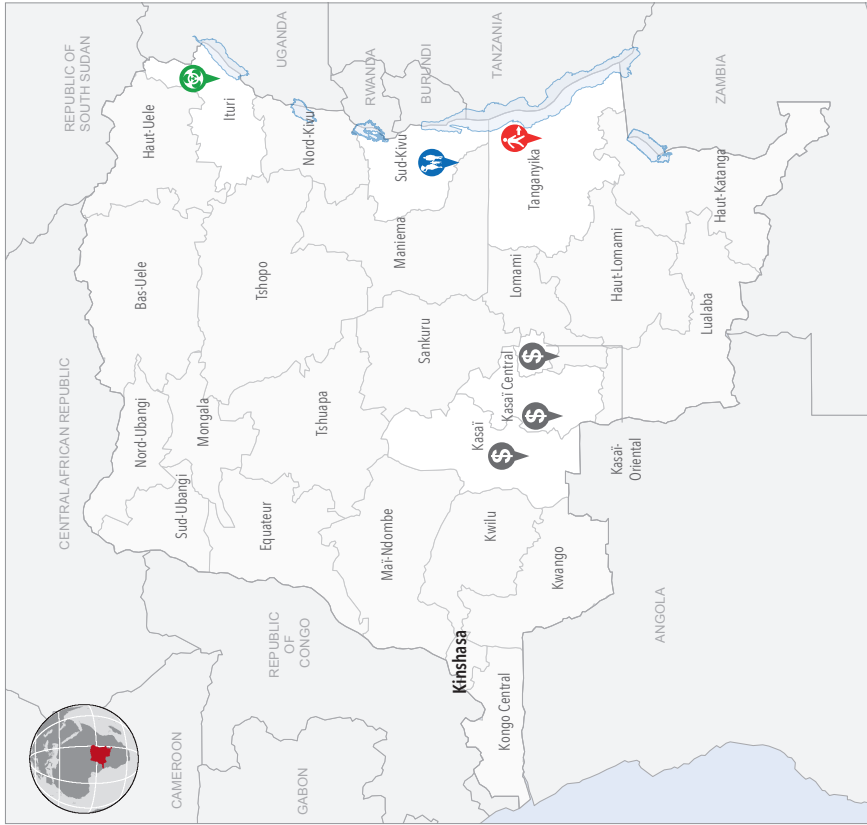 REPUBLIC OF
SOUTH SUDAN
CENTRAL AFRICAN REPUBLIC
CAMEROON
UGANDA
Haut-Uele
Bas-Uele
Nord-Ubangi
Sud-Ubangi
Mongala
Ituri
Tshopo
Equateur
Tshuapa
Nord-Kivu
REPUBLIC
OF
CONGO
GABON
RWANDA
BURUNDI
TANZANIA
Sud-Kivu
Maniema
Sankuru
Maï-Ndombe
Kinshasa
Kwilu
Kasaï
$
Kasaï Central
$
$
Lomami
Tanganyika
Kongo Central
Kwango
Kasaï-
Oriental
Haut-Lomami
Haut-Katanga
Lualaba
ANGOLA
ZAMBIA